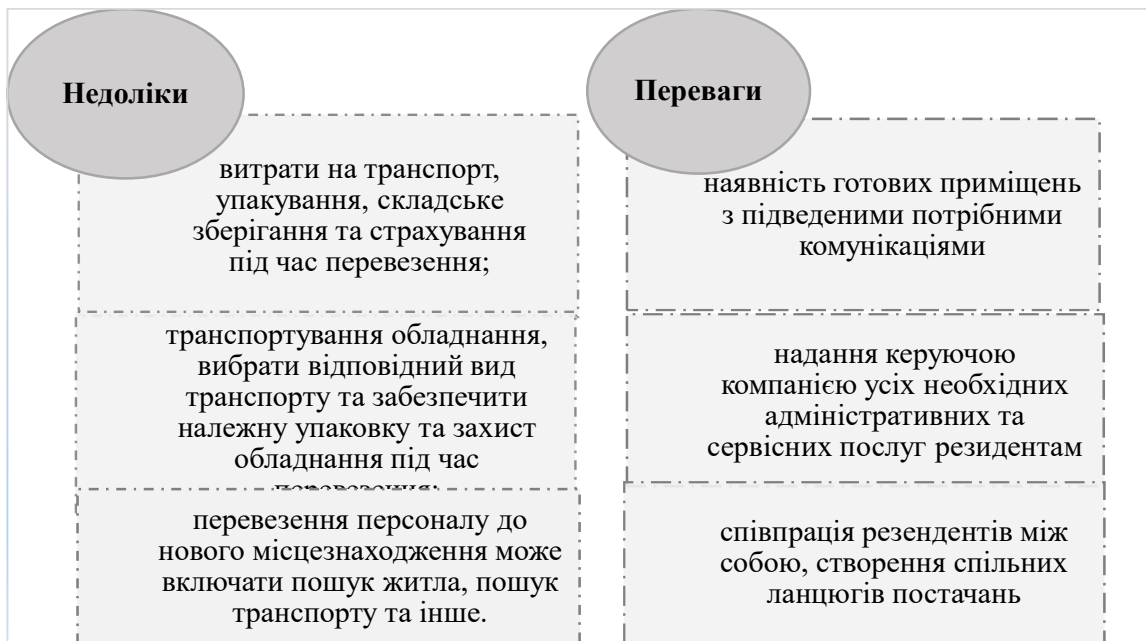 Недоліки
витрати на транспорт,
упакування, складське
зберігання та страхування
під час перевезення;
транспортування обладнання,
вибрати відповідний вид
транспорту та забезпечити
належну упаковку та захист
обладнання під час
перевезення;
перевезення персоналу до
нового місцезнаходження може
включати пошук житла, пошук
транспорту та інше.
Переваги
наявність готових приміщень
з підведеними потрібними
комунікаціями
надання керуючою
компанією усіх необхідних
адміністративних та
сервісних послуг резидентам
співпраця резендентів між
собою, створення спільних
ланцюгів постачань